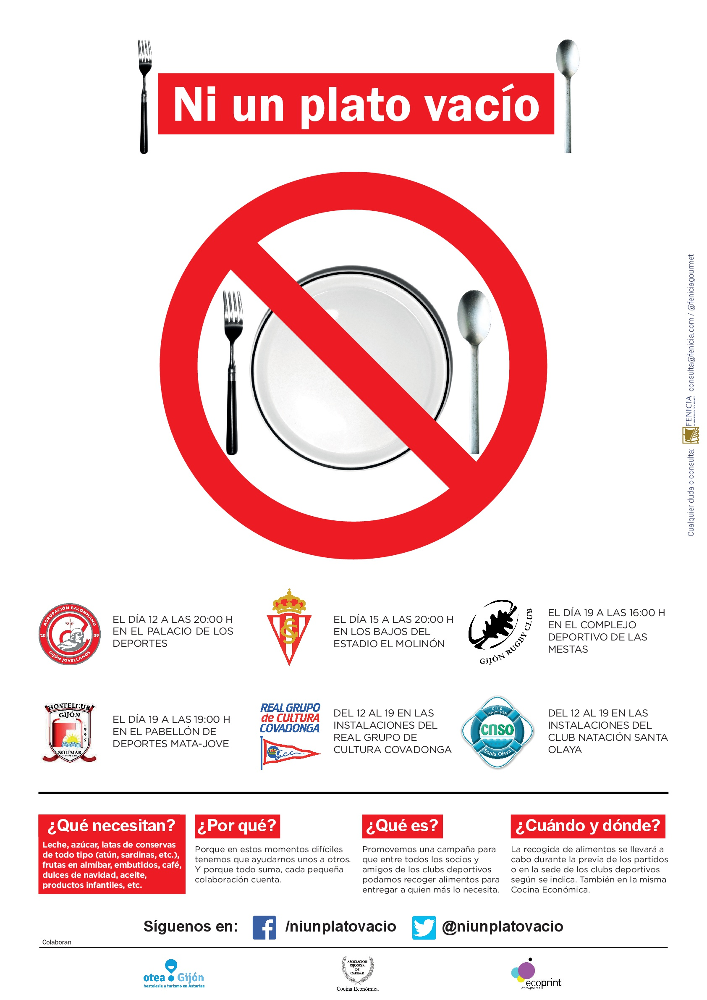 Ni un plato vacío
Cualquier duda o consulta: FENICIA consulta@fenicia.com / @feniciagourmet
MARKETING GOURMET
AGRUPACIÓN BALONMANO
20 09
GIJÓN JOVELLANOS
EL DÍA 12 A LAS 20:00 H
EN EL PALACIO DE LOS
DEPORTES
EL DÍA 15 A LAS 20:00 H
EN LOS BAJOS DEL
ESTADIO EL MOLINÓN
GIJÓN RUGBY CLUB
EL DÍA 19 A LAS 16:00 H
EN EL COMPLEJO
DEPORTIVO DE LAS
MESTAS
HOSTELCUR
GIJÓN
1995
SOLIMAR
Hockey Club
EL DÍA 19 A LAS 19:00 H
EN EL PABELLÓN DE
DEPORTES MATA-JOVE
REAL GRUPO
de CULTURA
COVADONGA
gcc
DEL 12 AL 19 EN LAS
INSTALACIONES DEL
REAL GRUPO DE
CULTURA COVADONGA
CLUB
NATACIÓN
cnso
Santa Olaya
DEL 12 AL 19 EN LAS
INSTALACIONES DEL
CLUB NATACIÓN SANTA
OLAYA
¿Qué necesitan?
Leche, azúcar, latas de conservas
de todo tipo (atún, sardinas, etc.),
frutas en almíbar, embutidos, café,
dulces de navidad, aceite,
productos infantiles, etc.
¿Por qué?
Porque en estos momentos difíciles
tenemos que ayudarnos unos a otros.
Y porque todo suma, cada pequeña
colaboración cuenta.
¿Qué es?
Promovemos una campaña para
que entre todos los socios y
amigos de los clubs deportivos
podamos recoger alimentos para
entregar a quien más lo necesita.
¿Cuándo y dónde?
La recogida de alimentos se llevará a
cabo durante la previa de los partidos
o en la sede de los clubs deportivos
según se indica. También en la misma
Cocina Económica.
Síguenos en: /niunplatovacio @niunplatovacio
Colaboran
otea Gijón
hostelería y turismo en Asturias
ASOCIACION
GIJONESA
DE
CARIDAD
Cocina Económica
ecoprint
artes gráficas